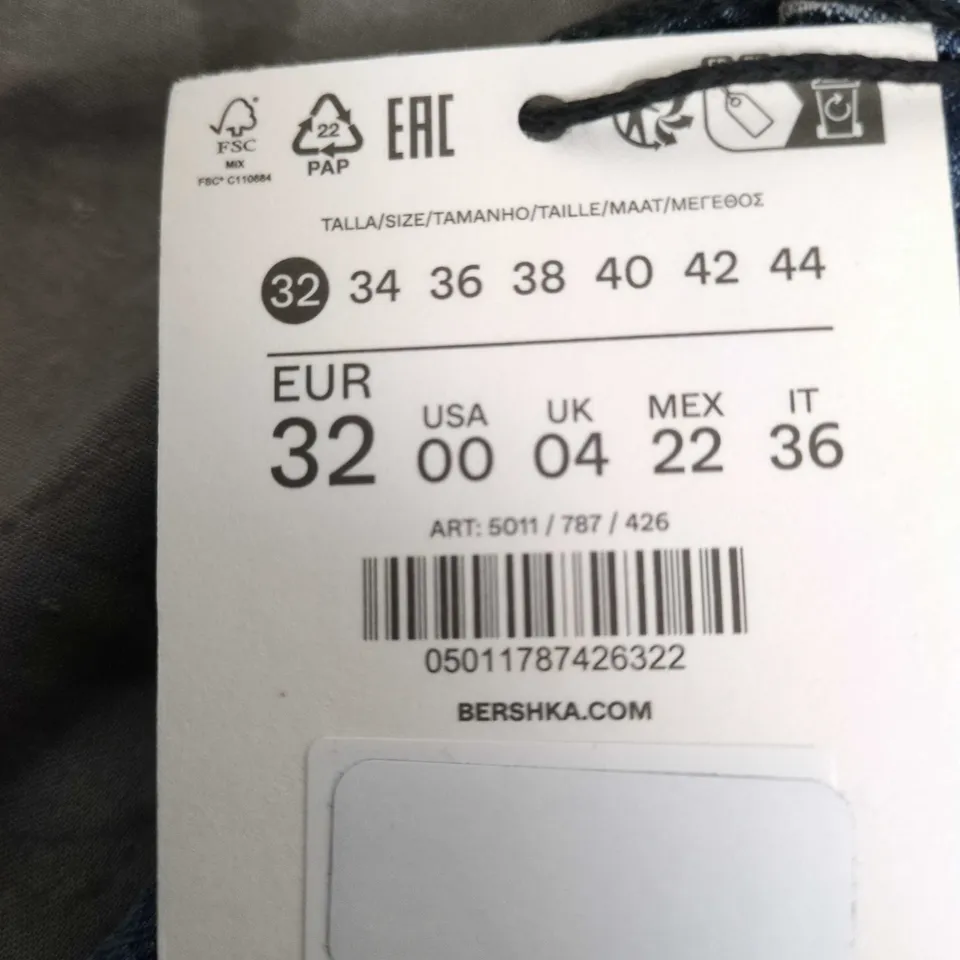 FSC
MIX
FSC® C110684
22
PAP
EAC
TALLA/SIZE/TAMANHO/TAILLE/MAAT/ΜΕΓΕΘΟΣ
32 34 36 38 40 42 44
EUR USA UK MEX IT
32 00 04 22 36
ART: 5011 / 787 / 426
05011787426322
BERSHKA.COM